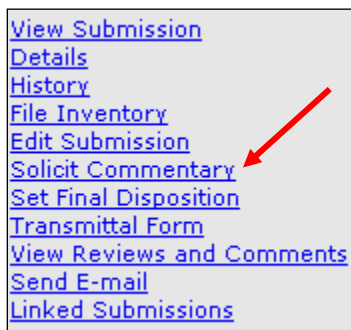 View Submission
Details
History
File Inventory
Edit Submission
Solicit Commentary
Set Final Disposition
Transmittal Form
View Reviews and Comments
Send E-mail
Linked Submissions